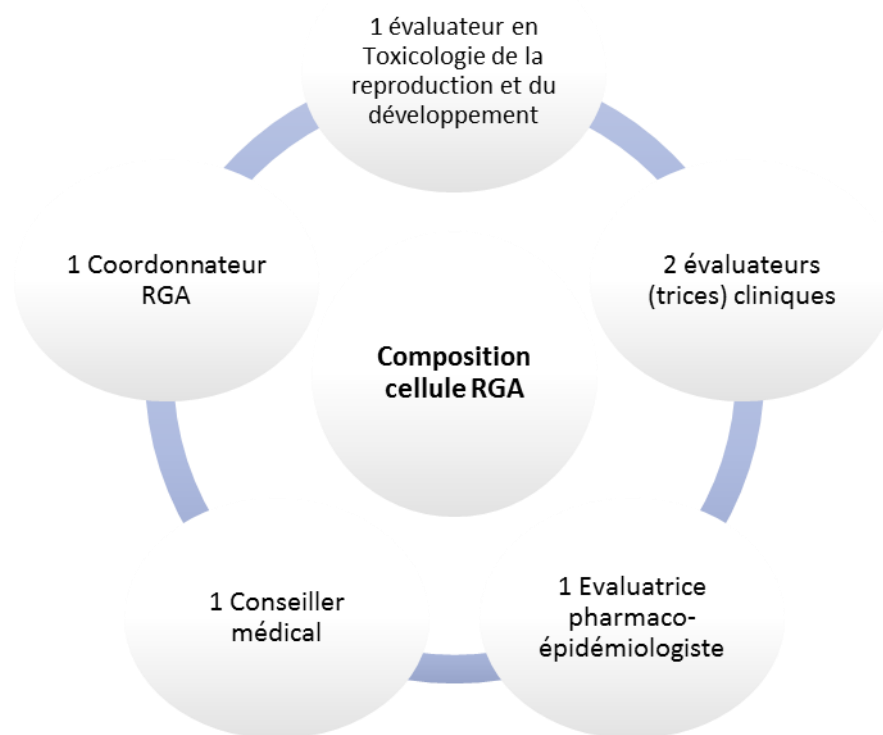 1 évaluateur en
Toxicologie de la
reproduction et du
développement
2 évaluateurs
(trices) cliniques
1 Evaluatrice
pharmaco-
épidémiologiste
1 Conseiller
médical
1 Coordonnateur
RGA
Composition
cellule RGA